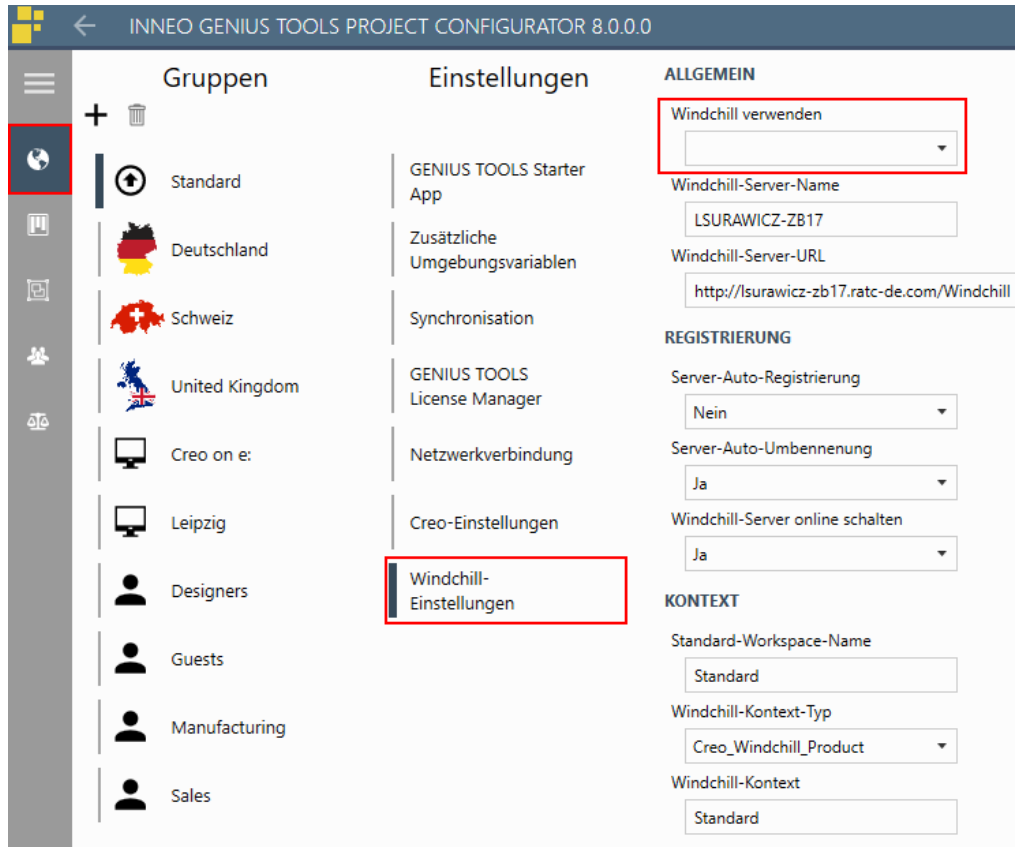 INNEO GENIUS TOOLS PROJECT CONFIGURATOR 8.0.0.0
Gruppen
Standard
Deutschland
Schweiz
United Kingdom
Creo on e:
Leipzig
Designers
Guests
Manufacturing
Sales
Einstellungen
GENIUS TOOLS Starter
App
Zusätzliche
Umgebungsvariablen
Synchronisation
GENIUS TOOLS
License Manager
Netzwerkverbindung
Creo-Einstellungen
Windchill-
Einstellungen
ALLGEMEIN
Windchill verwenden
Windchill-Server-Name
LSURAWICZ-ZB17
Windchill-Server-URL
http://lsurawicz-zb17.ratc-de.com/Windchill
REGISTRIERUNG
Server-Auto-Registrierung
Nein
Server-Auto-Umbennenung
Ja
Windchill-Server online schalten
Ja
KONTEXT
Standard-Workspace-Name
Standard
Windchill-Kontext-Typ
Creo_Windchill_Product
Windchill-Kontext
Standard